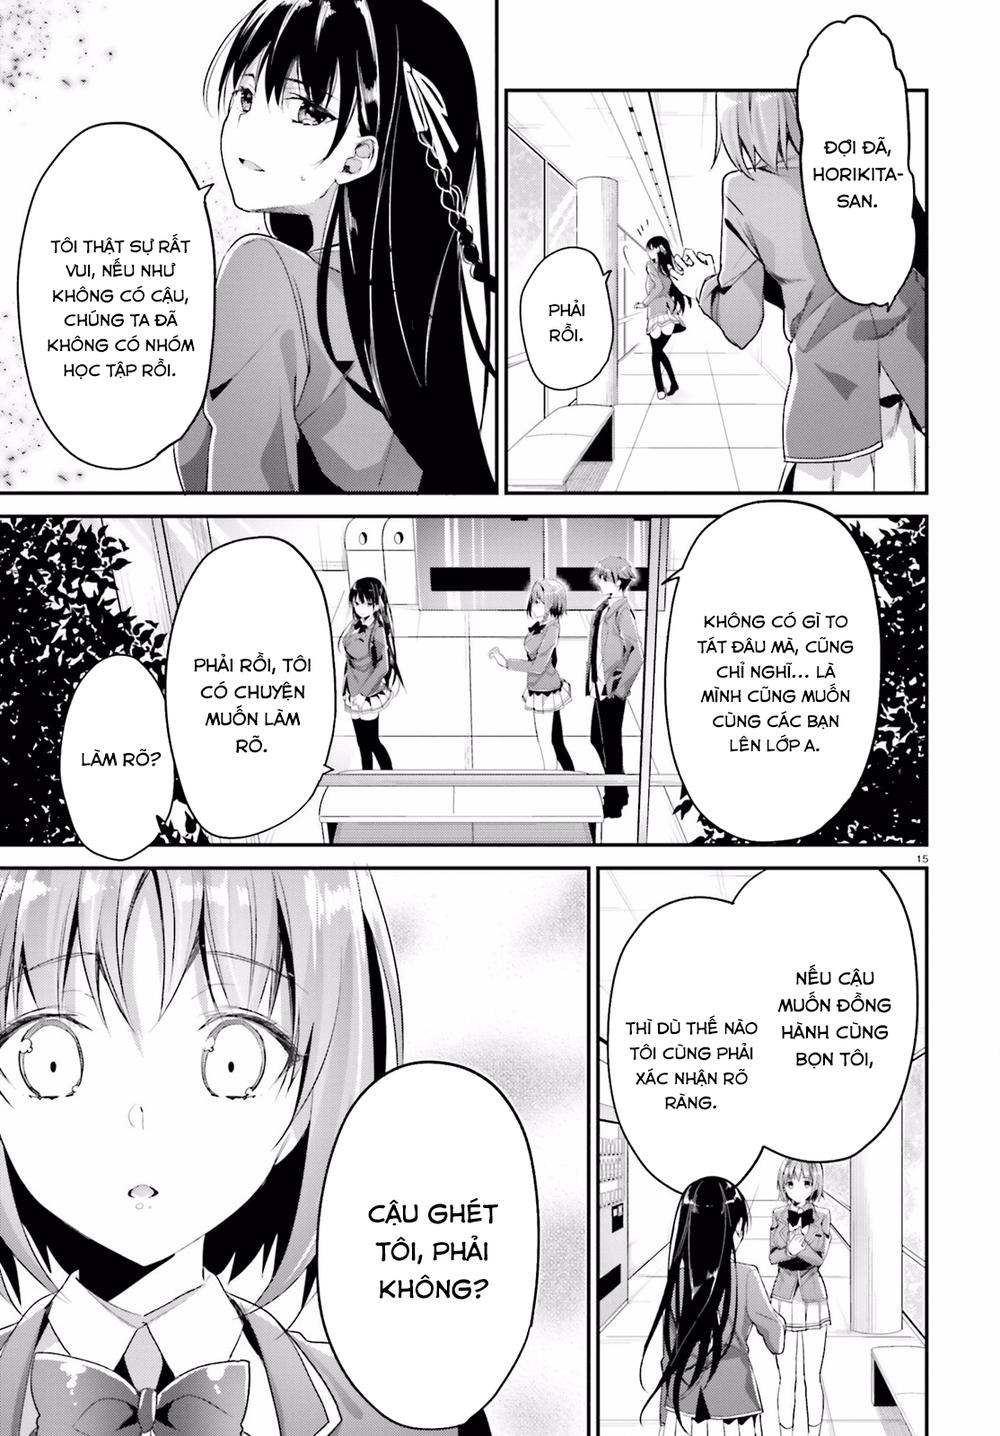 ĐỢI ĐÃ,
HORIKITA-
SAN.
PHẢI
RỒI.
TÔI THẬT SỰ RẤT
VUI, NẾU NHƯ
KHÔNG CÓ CẬU,
CHÚNG TA ĐÃ
KHÔNG CÓ NHÓM
HỌC TẬP RỒI.
KHÔNG CÓ GÌ TO
TÁT ĐÂU MÀ, CŨNG
CHỈ NGHĨ... LÀ
MÌNH CŨNG MUỐN
CÙNG CÁC BẠN
LÊN LỚP A.
PHẢI RỒI, TÔI
CÓ CHUYỆN
MUỐN LÀM
RÕ.
LÀM RÕ?
15
NẾU CẬU
MUỐN ĐỒNG
HÀNH CÙNG
BỌN TÔI,
THÌ DÙ THẾ NÀO
TÔI CÙNG PHẢI
XÁC NHẬN RÕ
RÀNG.
CẬU GHÉT
TÔI, PHẢI
KHÔNG?